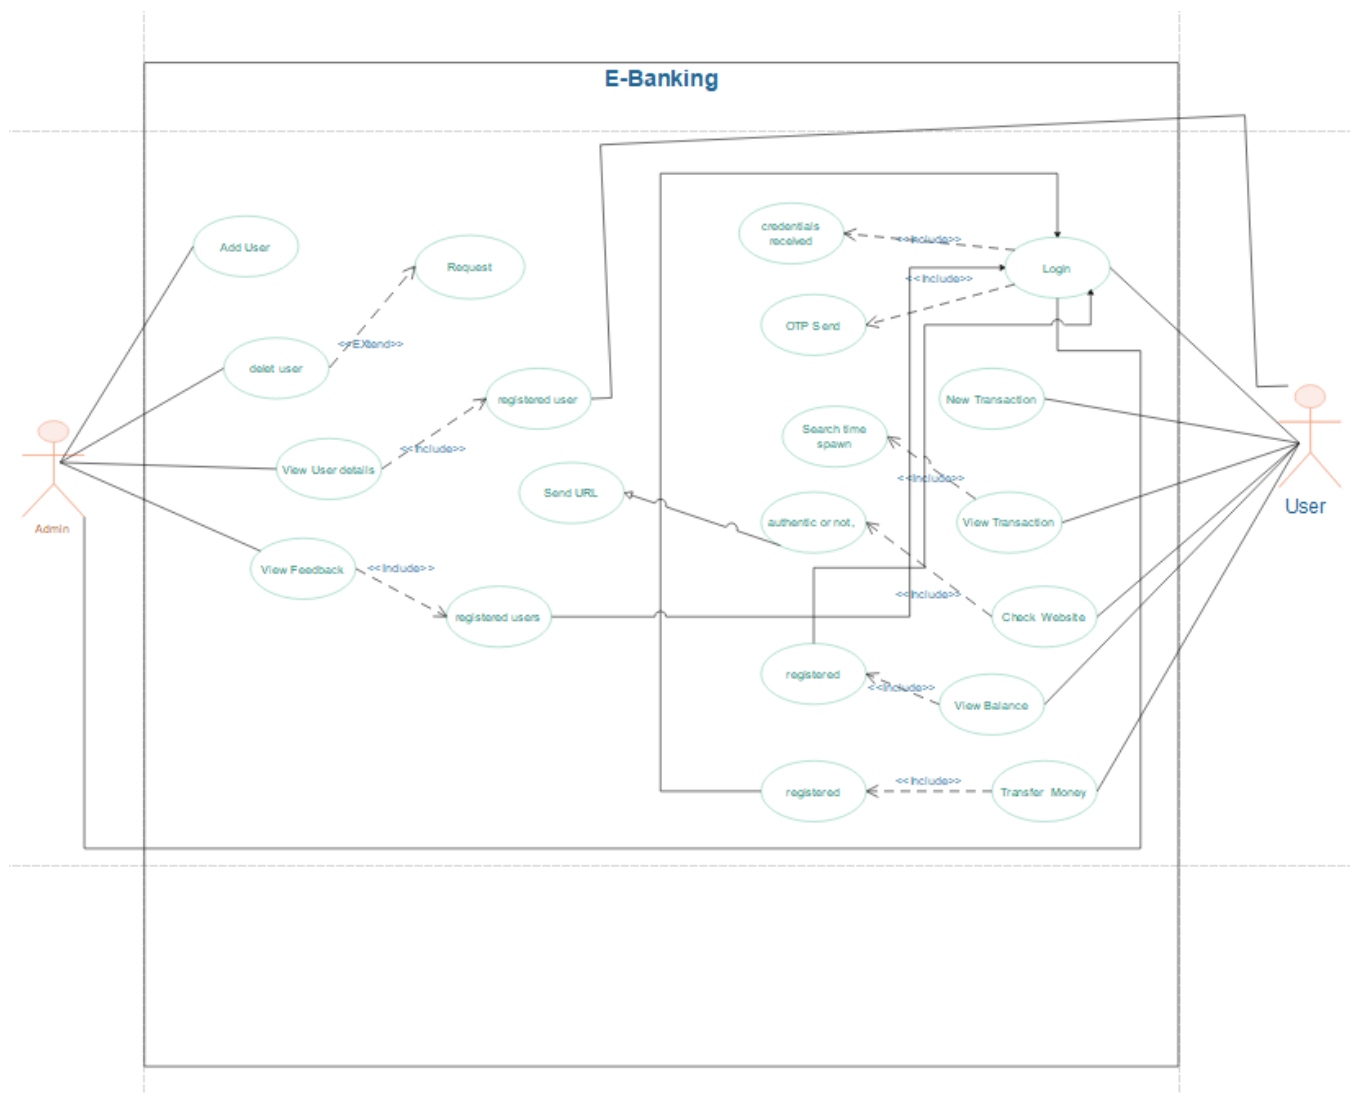 E-Banking
Add User
Request
credentials
received
<<Include>>
Login
<<Include>>
OTP Send
<<EXtend>>
delet user
registered user
New Transaction
Search time
spawn
<<Include>>
View User details
<<Include>>
Send URL
authentic or not,
View Transaction
User
Admin
View Feedback
<<Include>>
registered users
<<Include>>
Check Website
registered
<<Include>>
View Balance
registered
<<Include>>
Transfer Money